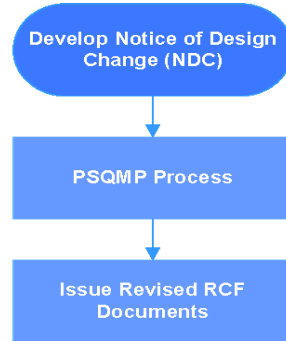 Develop Notice of Design
Change (NDC)
PSQMP Process
Issue Revised RCF
Documents